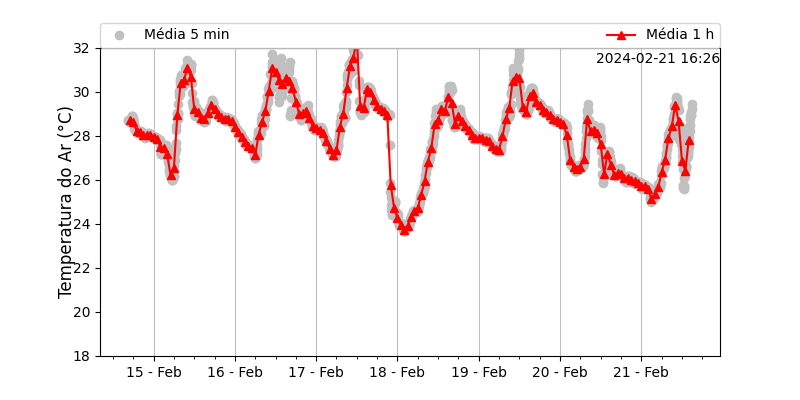 Média 5 min
Média 1 h
2024-02-21 16:26
Temperatura do Ar (°C)
32
30
28
26
24
22
20
18
15 - Feb
16 - Feb
17 - Feb
18 - Feb
19 - Feb
20 - Feb
21 - Feb